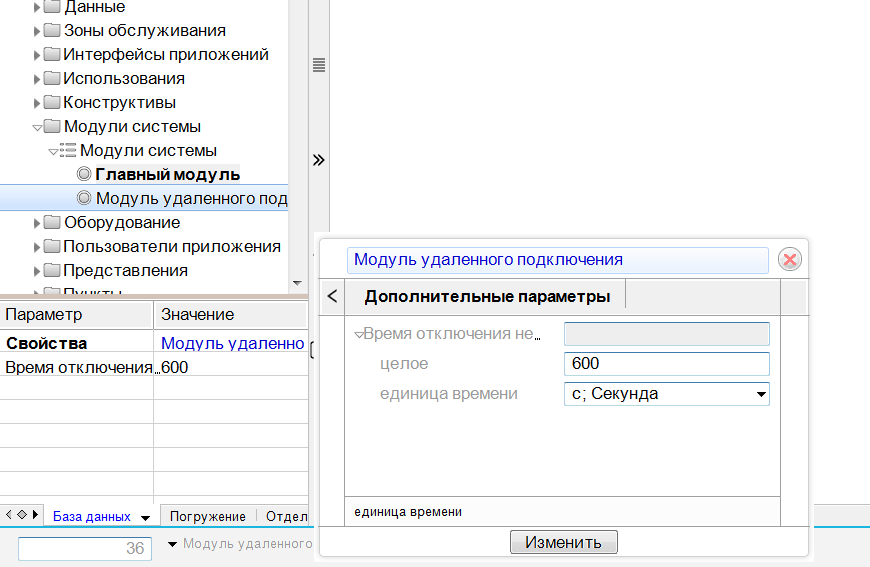 Данные
Зоны обслуживания
Интерфейсы приложений
Использования
Конструктивы
Модули системы
Модули системы
Главный модуль
Модуль удаленного под
Оборудование
Пользователи приложения
Представления
Пункты
Параметр Значение
Свойства Модуль удаленно
Время отключения... 600
База данных Погружение Отдел
36 Модуль удаленного
Модуль удаленного подключения
< Дополнительные параметры
Время отключения не...
целое 600
единица времени с; Секунда
единица времени
Изменить